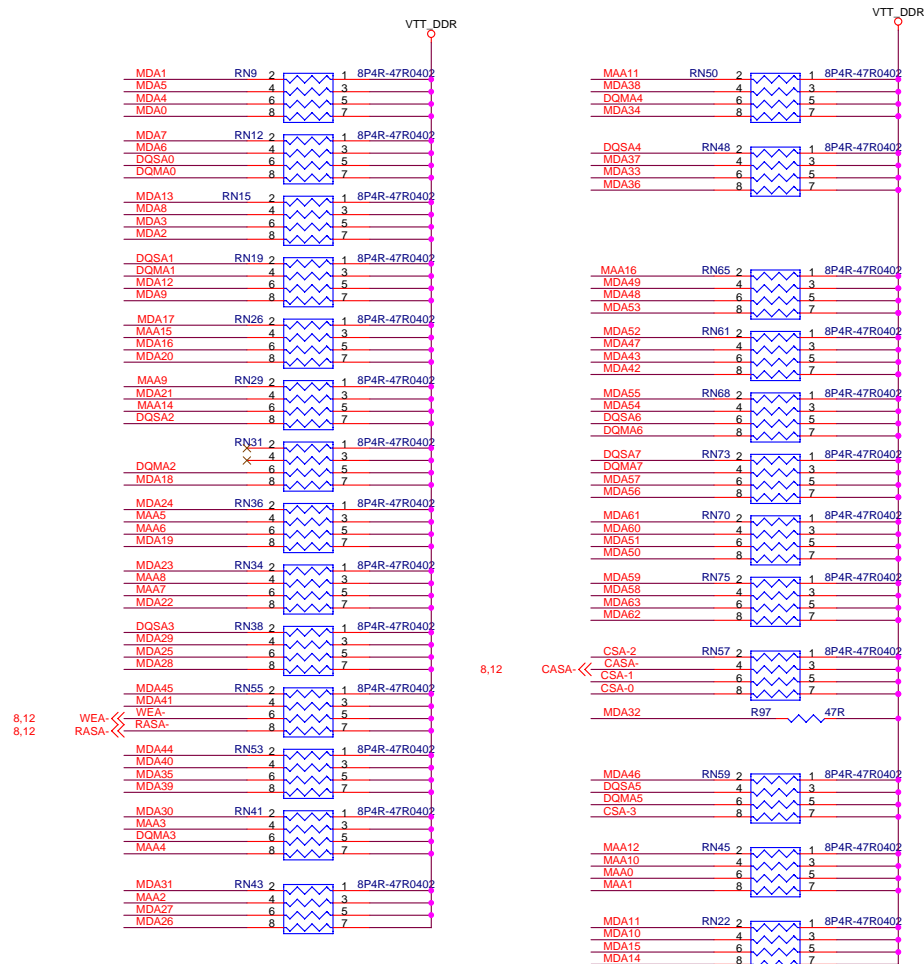 VTT_DDR
MDA1 RN9 2 1 8P4R-47R0402
MDA5 4 3
MDA4 6 5
MDA0 8 7
MDA7 RN12 2 1 8P4R-47R0402
MDA6 4 3
DQSA0 6 5
DQMA0 8 7
MDA13 RN15 2 1 8P4R-47R0402
MDA8 4 3
MDA3 6 5
MDA2 8 7
DQSA1 RN19 2 1 8P4R-47R0402
DQMA1 4 3
MDA12 6 5
MDA9 8 7
MDA17 RN26 2 1 8P4R-47R0402
MAA15 4 3
MDA16 6 5
MDA20 8 7
MAA9 RN29 2 1 8P4R-47R0402
MDA21 4 3
MAA14 6 5
DQSA2 8 7
RN31 2 1 8P4R-47R0402
4 3
DQMA2 6 5
MDA18 8 7
MDA24 RN36 2 1 8P4R-47R0402
MAA5 4 3
MAA6 6 5
MDA19 8 7
MDA23 RN34 2 1 8P4R-47R0402
MAA8 4 3
MAA7 6 5
MDA22 8 7
DQSA3 RN38 2 1 8P4R-47R0402
MDA29 4 3
MDA25 6 5
MDA28 8 7
MDA45 RN55 2 1 8P4R-47R0402
MDA41 4 3
8,12 WEA- WEA- 6 5
8,12 RASA- RASA- 8 7
MDA44 RN53 2 1 8P4R-47R0402
MDA40 4 3
MDA35 6 5
MDA39 8 7
MDA30 RN41 2 1 8P4R-47R0402
MAA3 4 3
DQMA3 6 5
MAA4 8 7
MDA31 RN43 2 1 8P4R-47R0402
MAA2 4 3
MDA27 6 5
MDA26 8 7
VTT_DDR
MAA11 RN50 2 1 8P4R-47R0402
MDA38 4 3
DQMA4 6 5
MDA34 8 7
DQSA4 RN48 2 1 8P4R-47R0402
MDA37 4 3
MDA33 6 5
MDA36 8 7
MAA16 RN65 2 1 8P4R-47R0402
MDA49 4 3
MDA48 6 5
MDA53 8 7
MDA52 RN61 2 1 8P4R-47R0402
MDA47 4 3
MDA43 6 5
MDA42 8 7
MDA55 RN68 2 1 8P4R-47R0402
MDA54 4 3
DQSA6 6 5
DQMA6 8 7
DQSA7 RN73 2 1 8P4R-47R0402
DQMA7 4 3
MDA57 6 5
MDA56 8 7
MDA61 RN70 2 1 8P4R-47R0402
MDA60 4 3
MDA51 6 5
MDA50 8 7
MDA59 RN75 2 1 8P4R-47R0402
MDA58 4 3
MDA63 6 5
MDA62 8 7
CSA-2 RN57 2 1 8P4R-47R0402
8,12 CASA- CASA- 4 3
CSA-1 6 5
CSA-0 8 7
MDA32 R97 47R
MDA46 RN59 2 1 8P4R-47R0402
DQSA5 4 3
DQMA5 6 5
CSA-3 8 7
MAA12 RN45 2 1 8P4R-47R0402
MAA10 4 3
MAA0 6 5
MAA1 8 7
MDA11 RN22 2 1 8P4R-47R0402
MDA10 4 3
MDA15 6 5
MDA14 8 7